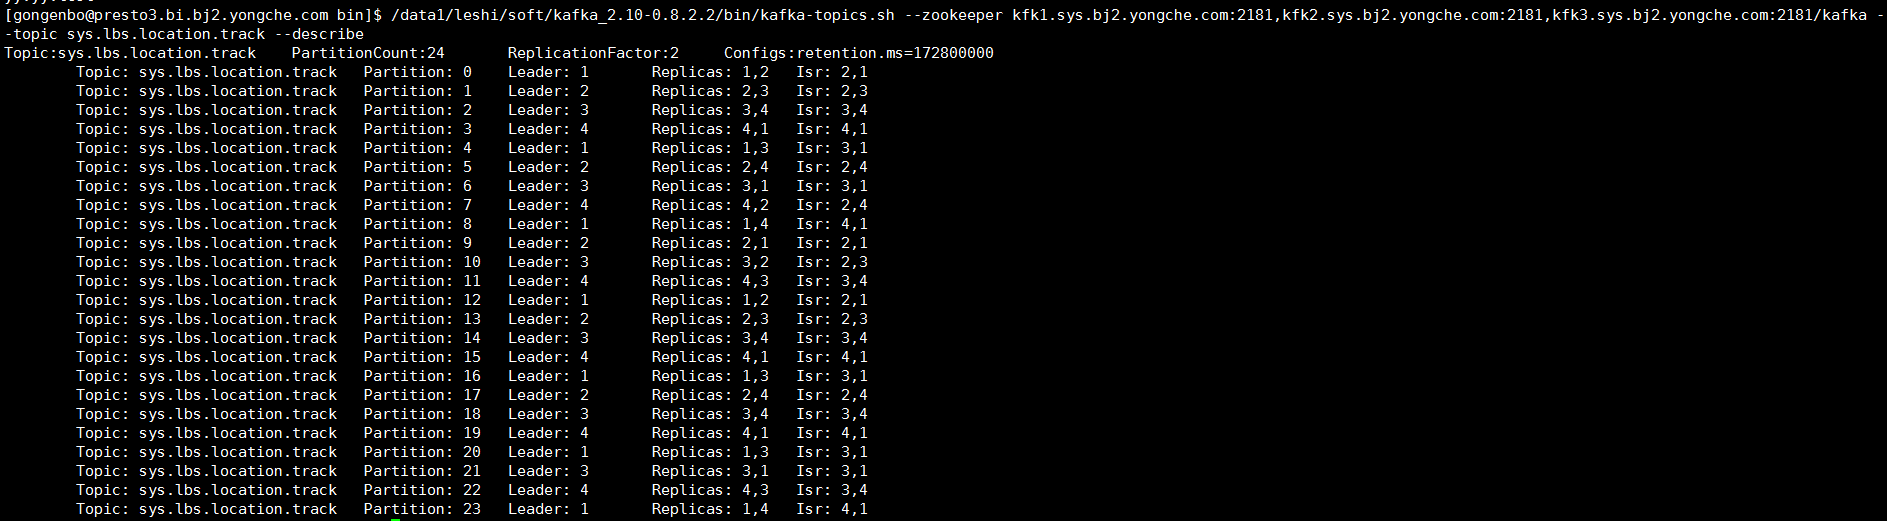 [gongenbo@presto3.bi.bj2.yongche.com bin]$ /data1/leshi/soft/kafka_2.10-0.8.2.2/bin/kafka-topics.sh --zookeeper kfk1.sys.bj2.yongche.com:2181,kfk2.sys.bj2.yongche.com:2181,kfk3.sys.bj2.yongche.com:2181/kafka -
-topic sys.lbs.location.track --describe
Topic:sys.lbs.location.track PartitionCount:24 ReplicationFactor:2 Configs:retention.ms=172800000
Topic: sys.lbs.location.track Partition: 0 Leader: 1 Replicas: 1,2 Isr: 2,1
Topic: sys.lbs.location.track Partition: 1 Leader: 2 Replicas: 2,3 Isr: 2,3
Topic: sys.lbs.location.track Partition: 2 Leader: 3 Replicas: 3,4 Isr: 3,4
Topic: sys.lbs.location.track Partition: 3 Leader: 4 Replicas: 4,1 Isr: 4,1
Topic: sys.lbs.location.track Partition: 4 Leader: 1 Replicas: 1,3 Isr: 3,1
Topic: sys.lbs.location.track Partition: 5 Leader: 2 Replicas: 2,4 Isr: 2,4
Topic: sys.lbs.location.track Partition: 6 Leader: 3 Replicas: 3,1 Isr: 3,1
Topic: sys.lbs.location.track Partition: 7 Leader: 4 Replicas: 4,2 Isr: 2,4
Topic: sys.lbs.location.track Partition: 8 Leader: 1 Replicas: 1,4 Isr: 4,1
Topic: sys.lbs.location.track Partition: 9 Leader: 2 Replicas: 2,1 Isr: 2,1
Topic: sys.lbs.location.track Partition: 10 Leader: 3 Replicas: 3,2 Isr: 2,3
Topic: sys.lbs.location.track Partition: 11 Leader: 4 Replicas: 4,3 Isr: 3,4
Topic: sys.lbs.location.track Partition: 12 Leader: 1 Replicas: 1,2 Isr: 2,1
Topic: sys.lbs.location.track Partition: 13 Leader: 2 Replicas: 2,3 Isr: 2,3
Topic: sys.lbs.location.track Partition: 14 Leader: 3 Replicas: 3,4 Isr: 3,4
Topic: sys.lbs.location.track Partition: 15 Leader: 4 Replicas: 4,1 Isr: 4,1
Topic: sys.lbs.location.track Partition: 16 Leader: 1 Replicas: 1,3 Isr: 3,1
Topic: sys.lbs.location.track Partition: 17 Leader: 2 Replicas: 2,4 Isr: 2,4
Topic: sys.lbs.location.track Partition: 18 Leader: 3 Replicas: 3,4 Isr: 3,4
Topic: sys.lbs.location.track Partition: 19 Leader: 4 Replicas: 4,1 Isr: 4,1
Topic: sys.lbs.location.track Partition: 20 Leader: 1 Replicas: 1,3 Isr: 3,1
Topic: sys.lbs.location.track Partition: 21 Leader: 3 Replicas: 3,1 Isr: 3,1
Topic: sys.lbs.location.track Partition: 22 Leader: 4 Replicas: 4,3 Isr: 3,4
Topic: sys.lbs.location.track Partition: 23 Leader: 1 Replicas: 1,4 Isr: 4,1